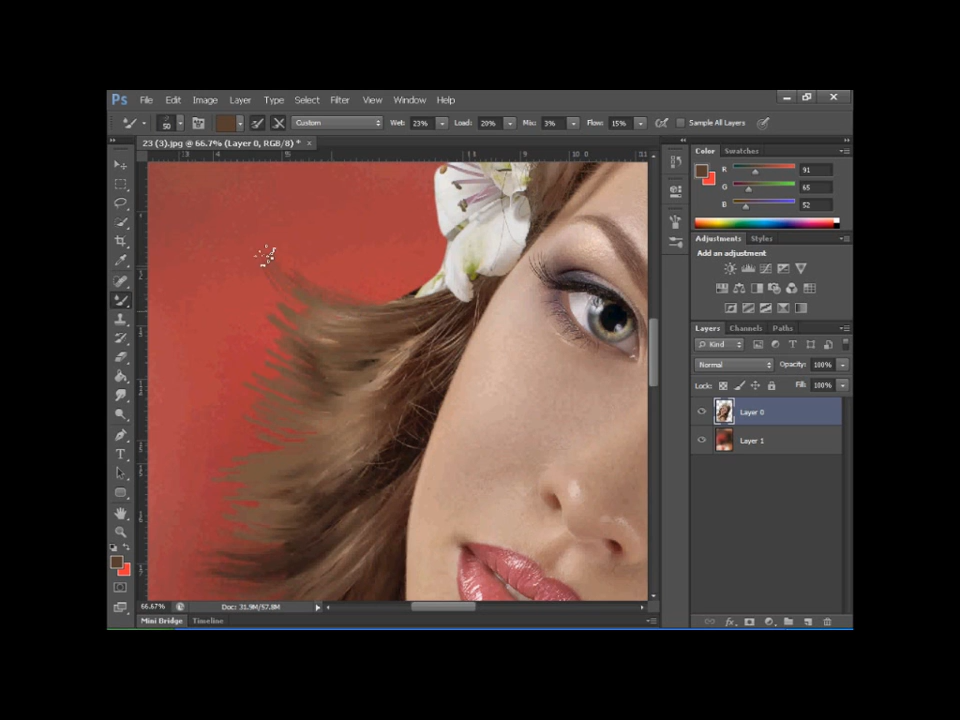 Ps File Edit Image Layer Type Select Filter View Window Help
50 Custom Wet: 23% Load: 20% Mix: 3% Flow: 15% Sample All Layers
23 (3).jpg @ 66.7% (Layer 0, RGB/8) * ×
Color Swatches
R 91
G 65
B 52
Adjustments Styles
Add an adjustment
Layers Channels Paths
Kind
Normal Opacity: 100%
Lock: Fill: 100%
Layer 0
Layer 1
66.67% Doc: 31.9M/57.8M
Mini Bridge Timeline